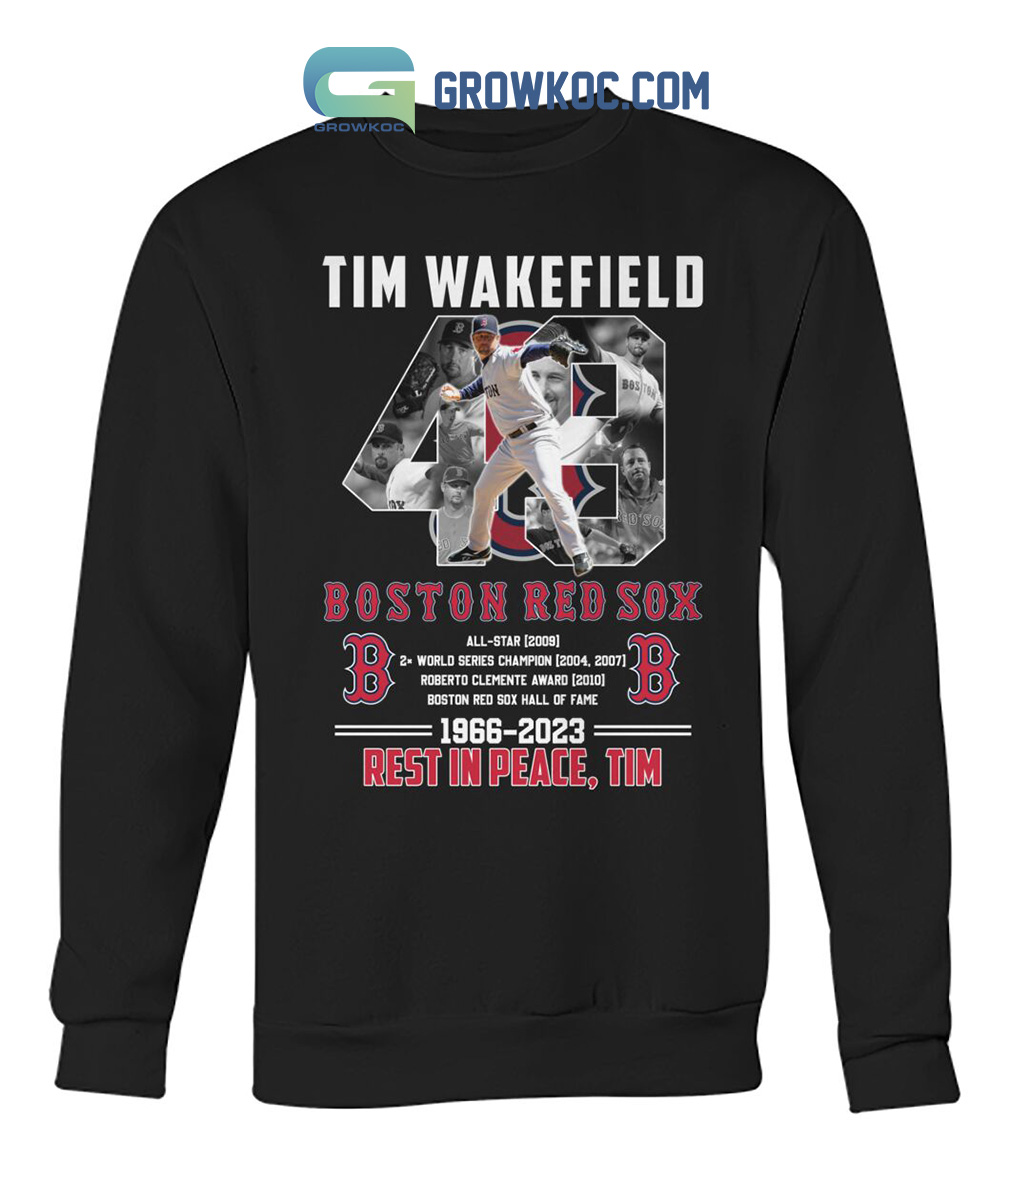 GROWKOC.COM
GROWKOC
TIM WAKEFIELD
49
BOSTON RED SOX
ALL-STAR [2009]
2× WORLD SERIES CHAMPION [2004, 2007]
ROBERTO CLEMENTE AWARD [2010]
BOSTON RED SOX HALL OF FAME
B
B
1966-2023
REST IN PEACE, TIM